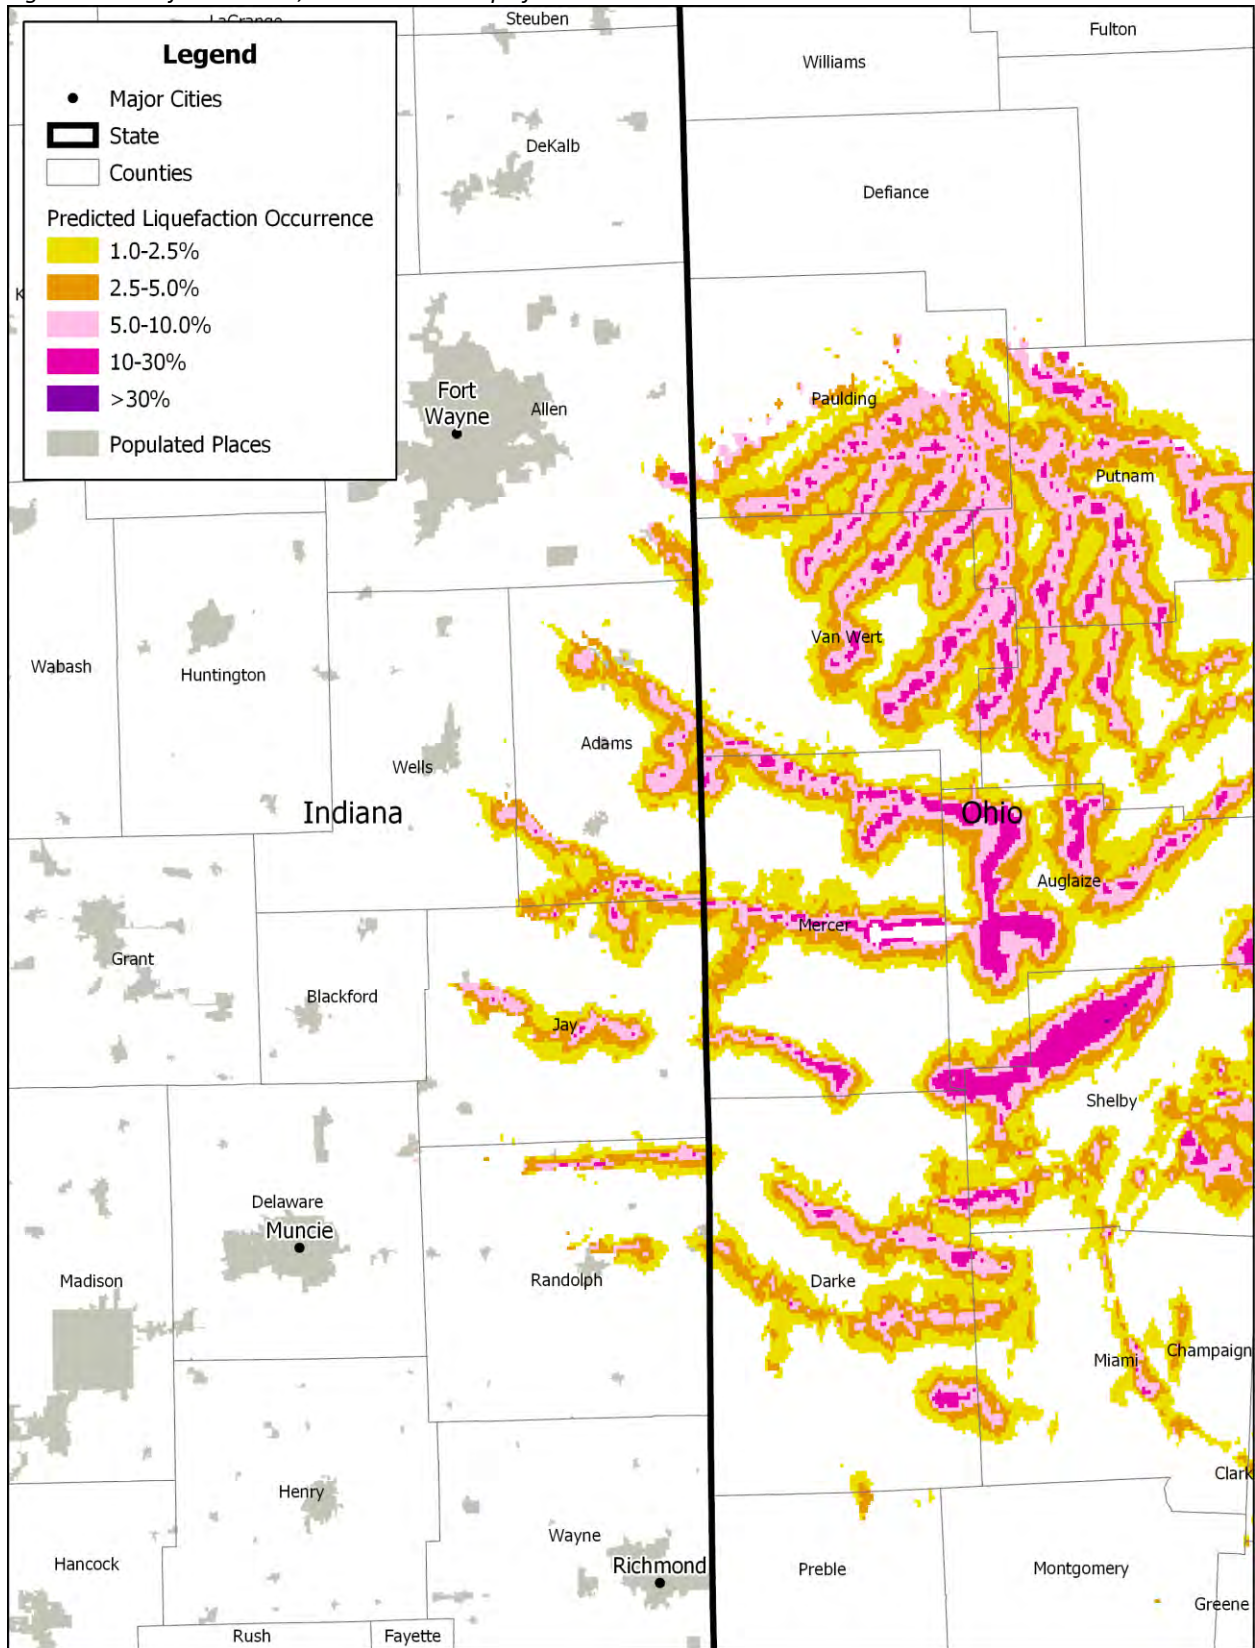 LaGrange
Steuben
Fulton
Williams
Legend
Major Cities
State
Counties
Predicted Liquefaction Occurrence
1.0-2.5%
2.5-5.0%
5.0-10.0%
10-30%
>30%
Populated Places
DeKalb
Defiance
K
Fort
Wayne
Allen
Paulding
Putnam
Wabash
Huntington
Van Wert
Adams
Wells
Indiana
Ohio
Auglaize
Mercer
Grant
Blackford
Jay
Shelby
Delaware
Muncie
Madison
Randolph
Darke
Miami
Champaign
Clark
Henry
Wayne
Richmond
Hancock
Preble
Montgomery
Greene
Rush
Fayette